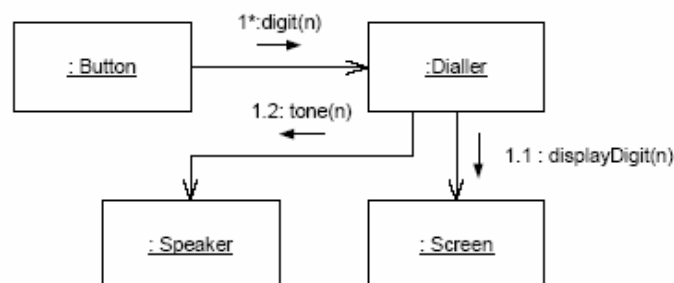 1*:digit(n)
: Button
:Dialler
1.2: tone(n)
1.1 : displayDigit(n)
: Speaker
: Screen